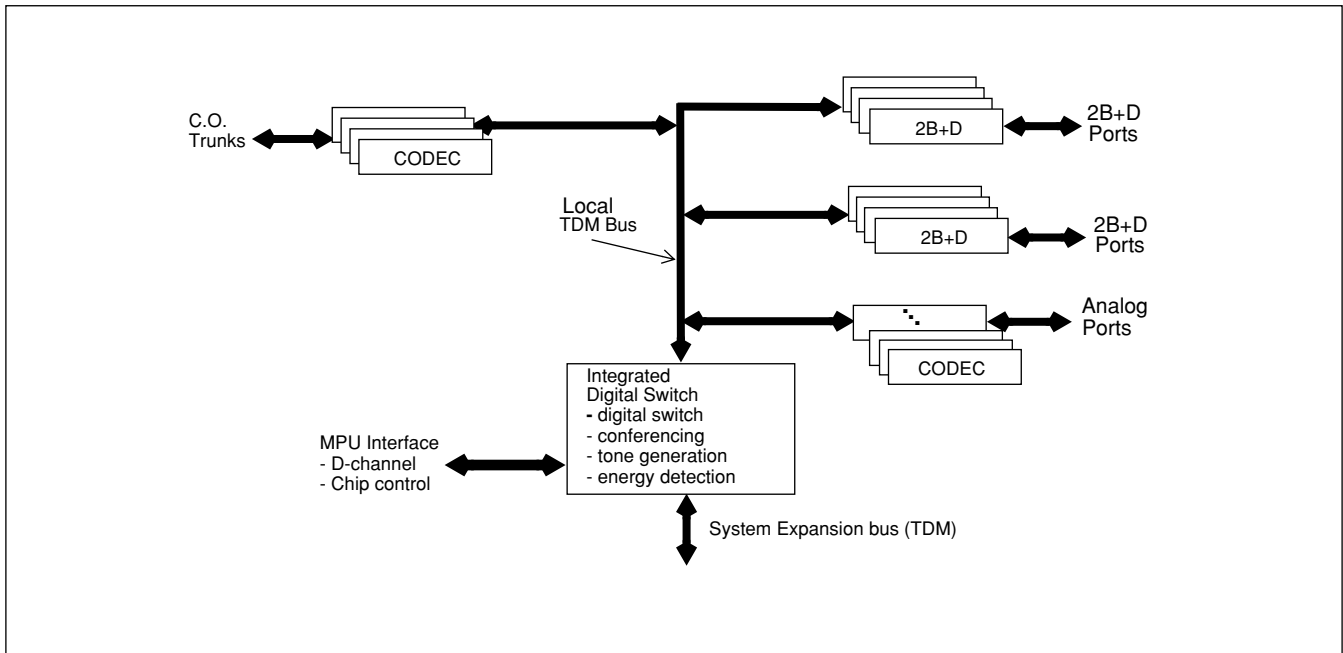 C.O.
Trunks
CODEC
2B+D
2B+D
Ports
Local
TDM Bus
2B+D
2B+D
Ports
Analog
Ports
CODEC
Integrated
Digital Switch
- digital switch
- conferencing
- tone generation
- energy detection
MPU Interface
- D-channel
- Chip control
System Expansion bus (TDM)